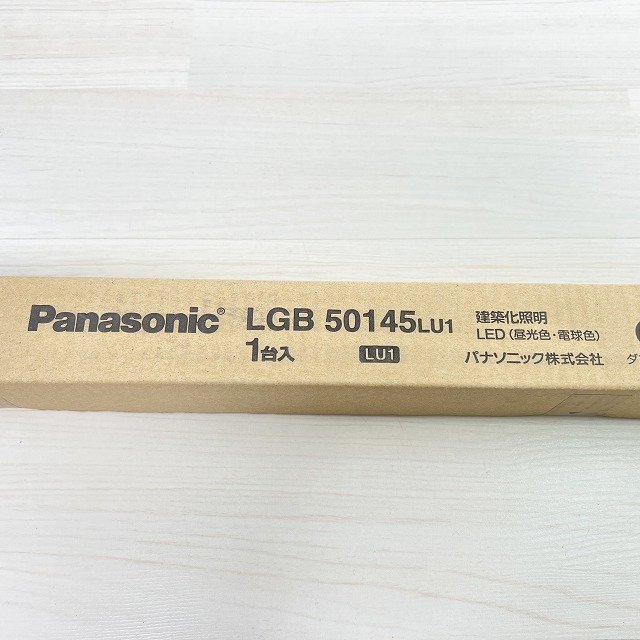 Panasonic® LGB 50145LU1
1台入 LU1
建築化照明
LED(昼光色・電球色)
パナソニック株式会社